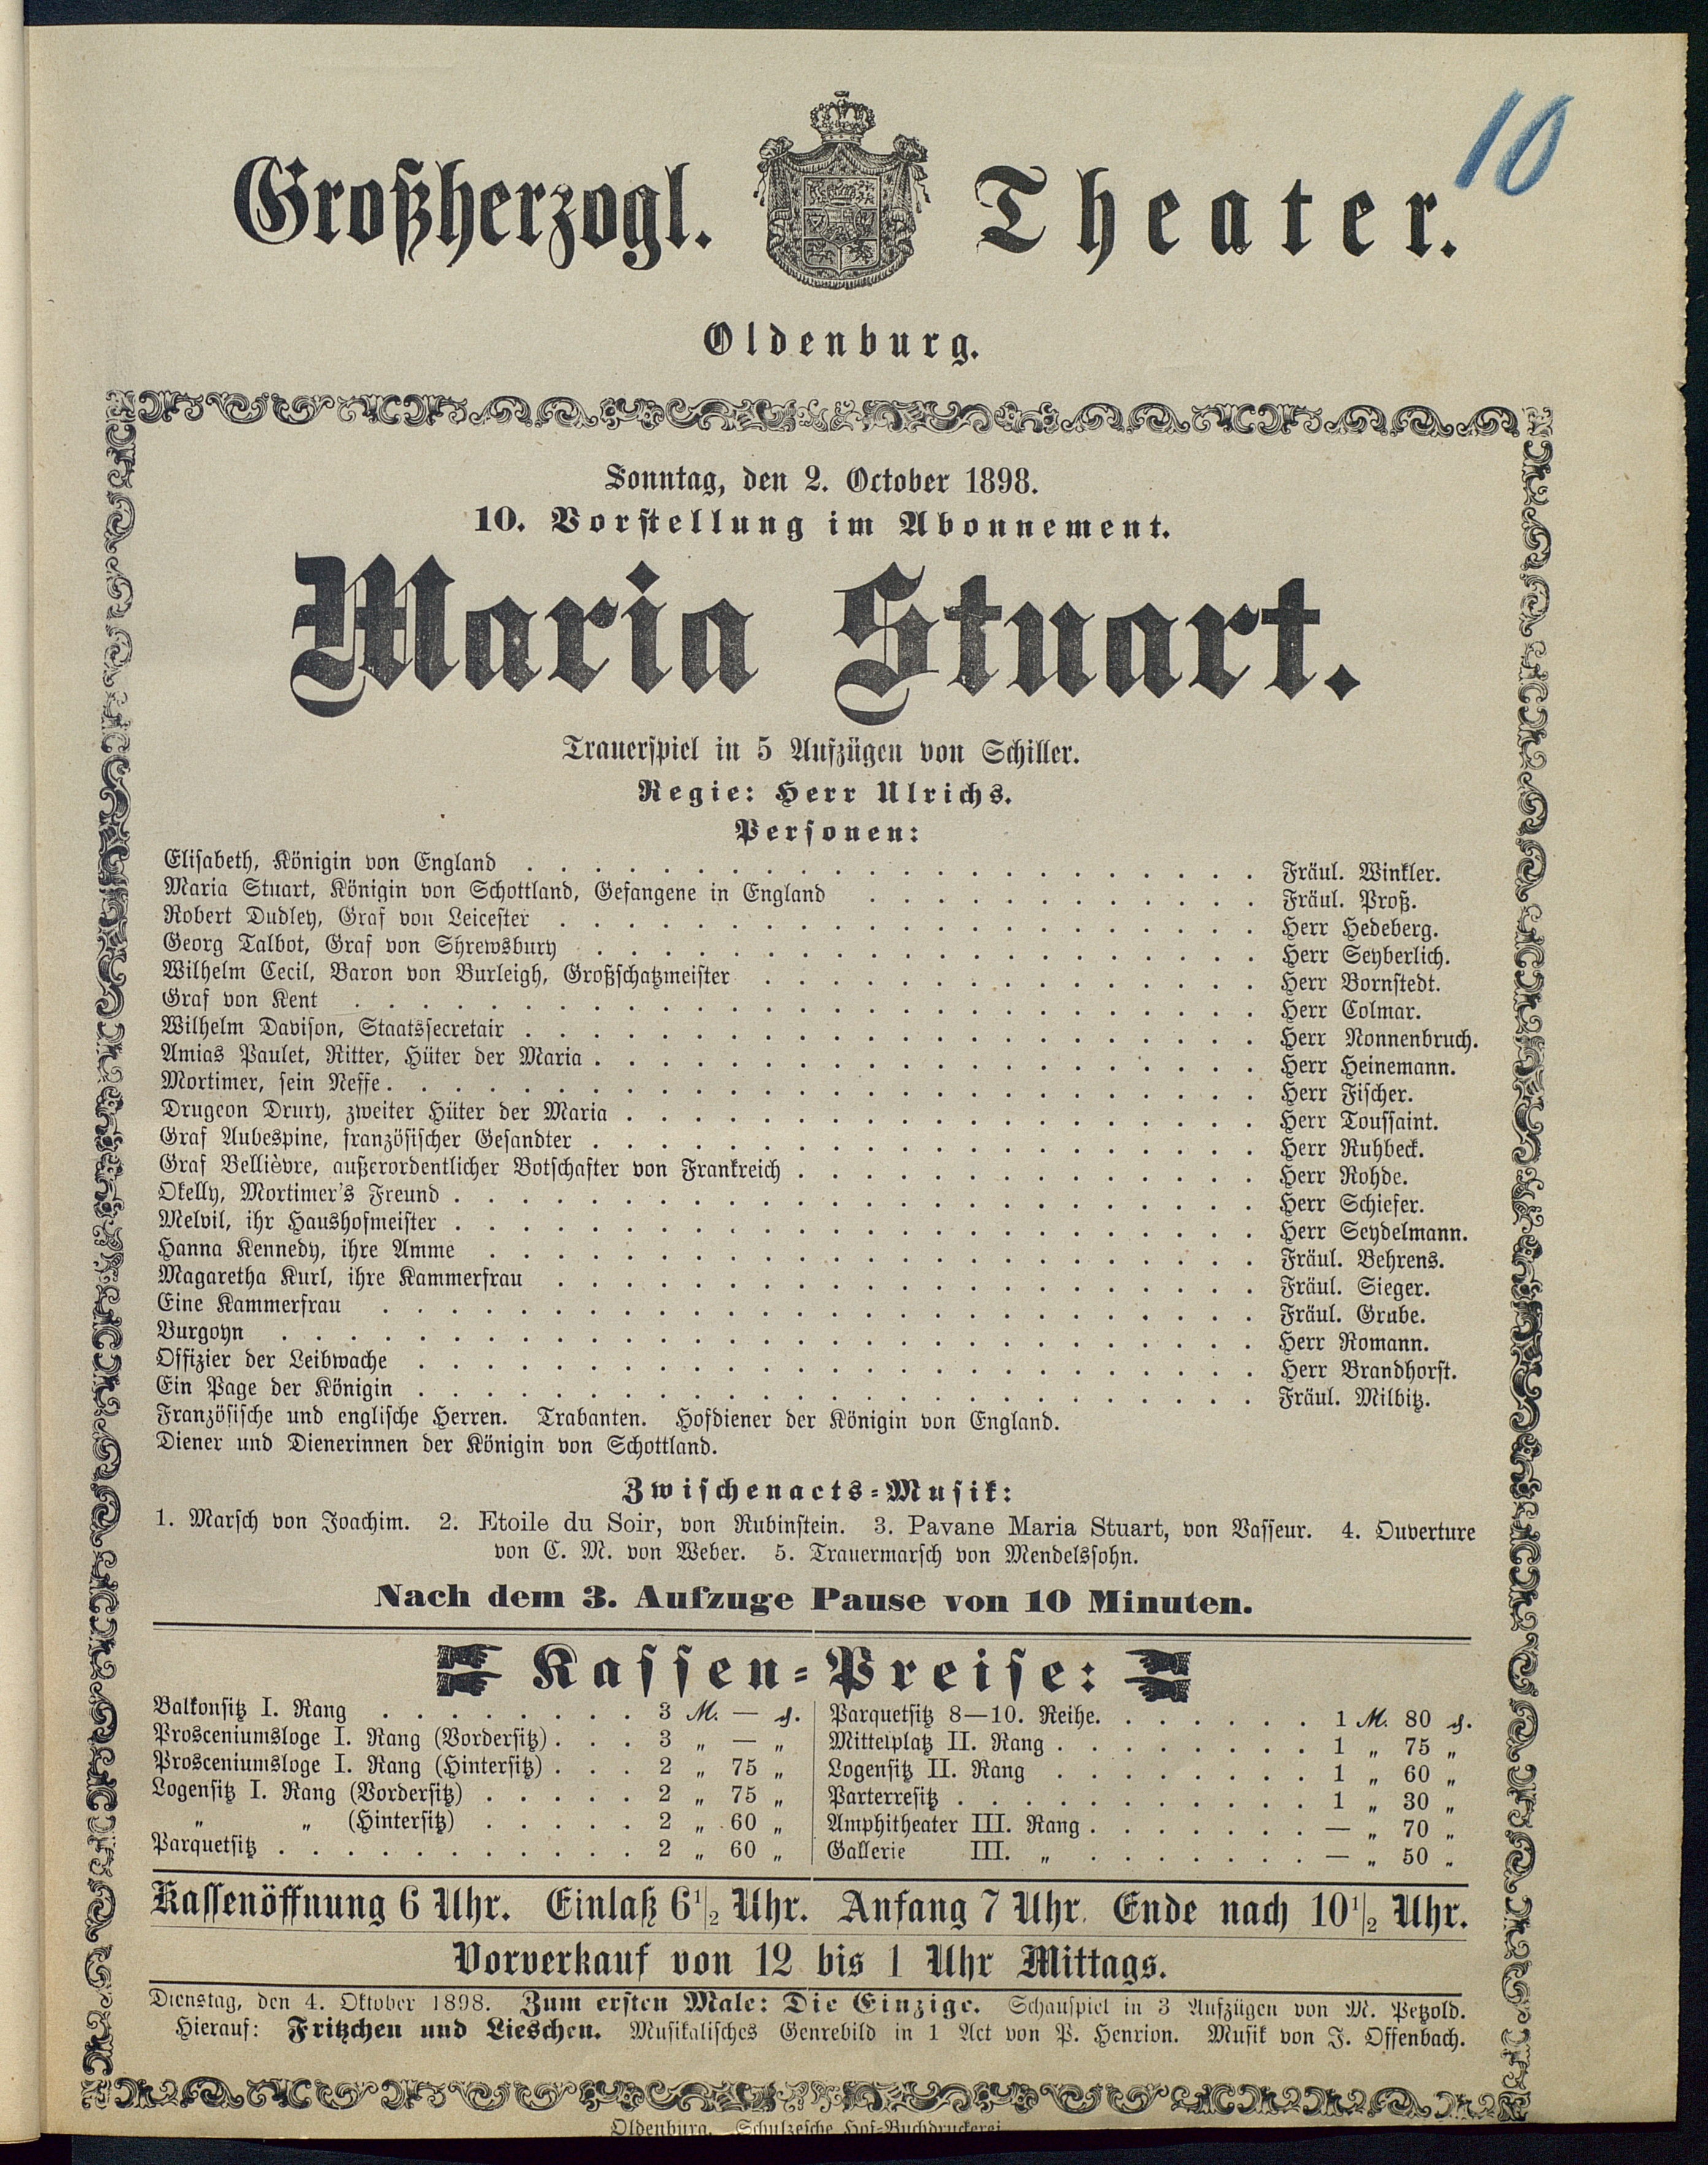 10
Großherzogl. Theater.
Oldenburg.
Sonntag, den 2. October 1898.
10. Vorstellung im Abonnement.
Maria Stuart.
Trauerspiel in 5 Aufzügen von Schiller.
Regie: Herr Ulrichs.
Personen:
Elisabeth, Königin von England . . . . . Fräul. Winkler.
Maria Stuart, Königin von Schottland, Gefangene in England . . . . . Fräul. Proß.
Robert Dudley, Graf von Leicester . . . . . Herr Hedeberg.
Georg Talbot, Graf von Shrewsbury . . . . . Herr Seyberlich.
Wilhelm Cecil, Baron von Burleigh, Großschatzmeister . . . . . Herr Bornstedt.
Graf von Kent . . . . . Herr Colmar.
Wilhelm Davison, Staatssecretair . . . . . Herr Nonnenbruch.
Amias Paulet, Ritter, Hüter der Maria . . . . . Herr Heinemann.
Mortimer, sein Neffe . . . . . Herr Fischer.
Drugeon Drury, zweiter Hüter der Maria . . . . . Herr Toussaint.
Graf Aubespine, französischer Gesandter . . . . . Herr Ruhbeck.
Graf Bellièvre, außerordentlicher Botschafter von Frankreich . . . . . Herr Rohde.
Okelly, Mortimer's Freund . . . . . Herr Schiefer.
Melvil, ihr Haushofmeister . . . . . Herr Seydelmann.
Hanna Kennedy, ihre Amme . . . . . Fräul. Behrens.
Magaretha Kurl, ihre Kammerfrau . . . . . Fräul. Sieger.
Eine Kammerfrau . . . . . Fräul. Grube.
Burgoyn . . . . . Herr Romann.
Offizier der Leibwache . . . . . Herr Brandhorst.
Ein Page der Königin . . . . . Fräul. Milbitz.
Französische und englische Herren. Trabanten. Hofdiener der Königin von England.
Diener und Dienerinnen der Königin von Schottland.
Zwischenacts-Musik:
1. Marsch von Joachim. 2. Etoile du Soir, von Rubinstein. 3. Pavane Maria Stuart, von Vasseur. 4. Ouverture
von C. M. von Weber. 5. Trauermarsch von Mendelssohn.
Nach dem 3. Aufzuge Pause von 10 Minuten.
Kassen-Preise:
Balkonsitz I. Rang . . . . . 3 M. — ₰.
Prosceniumsloge I. Rang (Vordersitz) . . . 3 „ — „
Prosceniumsloge I. Rang (Hintersitz) . . . 2 „ 75 „
Logensitz I. Rang (Vordersitz) . . . . . 2 „ 75 „
„ „ (Hintersitz) . . . . . 2 „ 60 „
Parquetsitz . . . . . 2 „ 60 „
Parquetsitz 8—10. Reihe. . . . . . 1 M. 80 ₰.
Mittelplatz II. Rang . . . . . 1 „ 75 „
Logensitz II. Rang . . . . . 1 „ 60 „
Parterresitz . . . . . 1 „ 30 „
Amphitheater III. Rang . . . . . — „ 70 „
Gallerie III. „ . . . . . — „ 50 „
Kassenöffnung 6 Uhr. Einlaß 6 1/2 Uhr. Anfang 7 Uhr. Ende nach 10 1/2 Uhr.
Vorverkauf von 12 bis 1 Uhr Mittags.
Dienstag, den 4. Oktober 1898. Zum ersten Male: Die Einzige. Schauspiel in 3 Aufzügen von M. Petzold.
Hierauf: Fritzchen und Lieschen. Musikalisches Genrebild in 1 Act von P. Henrion. Musik von J. Offenbach.
Oldenburg. Schulzesche Hof-Buchdruckerei